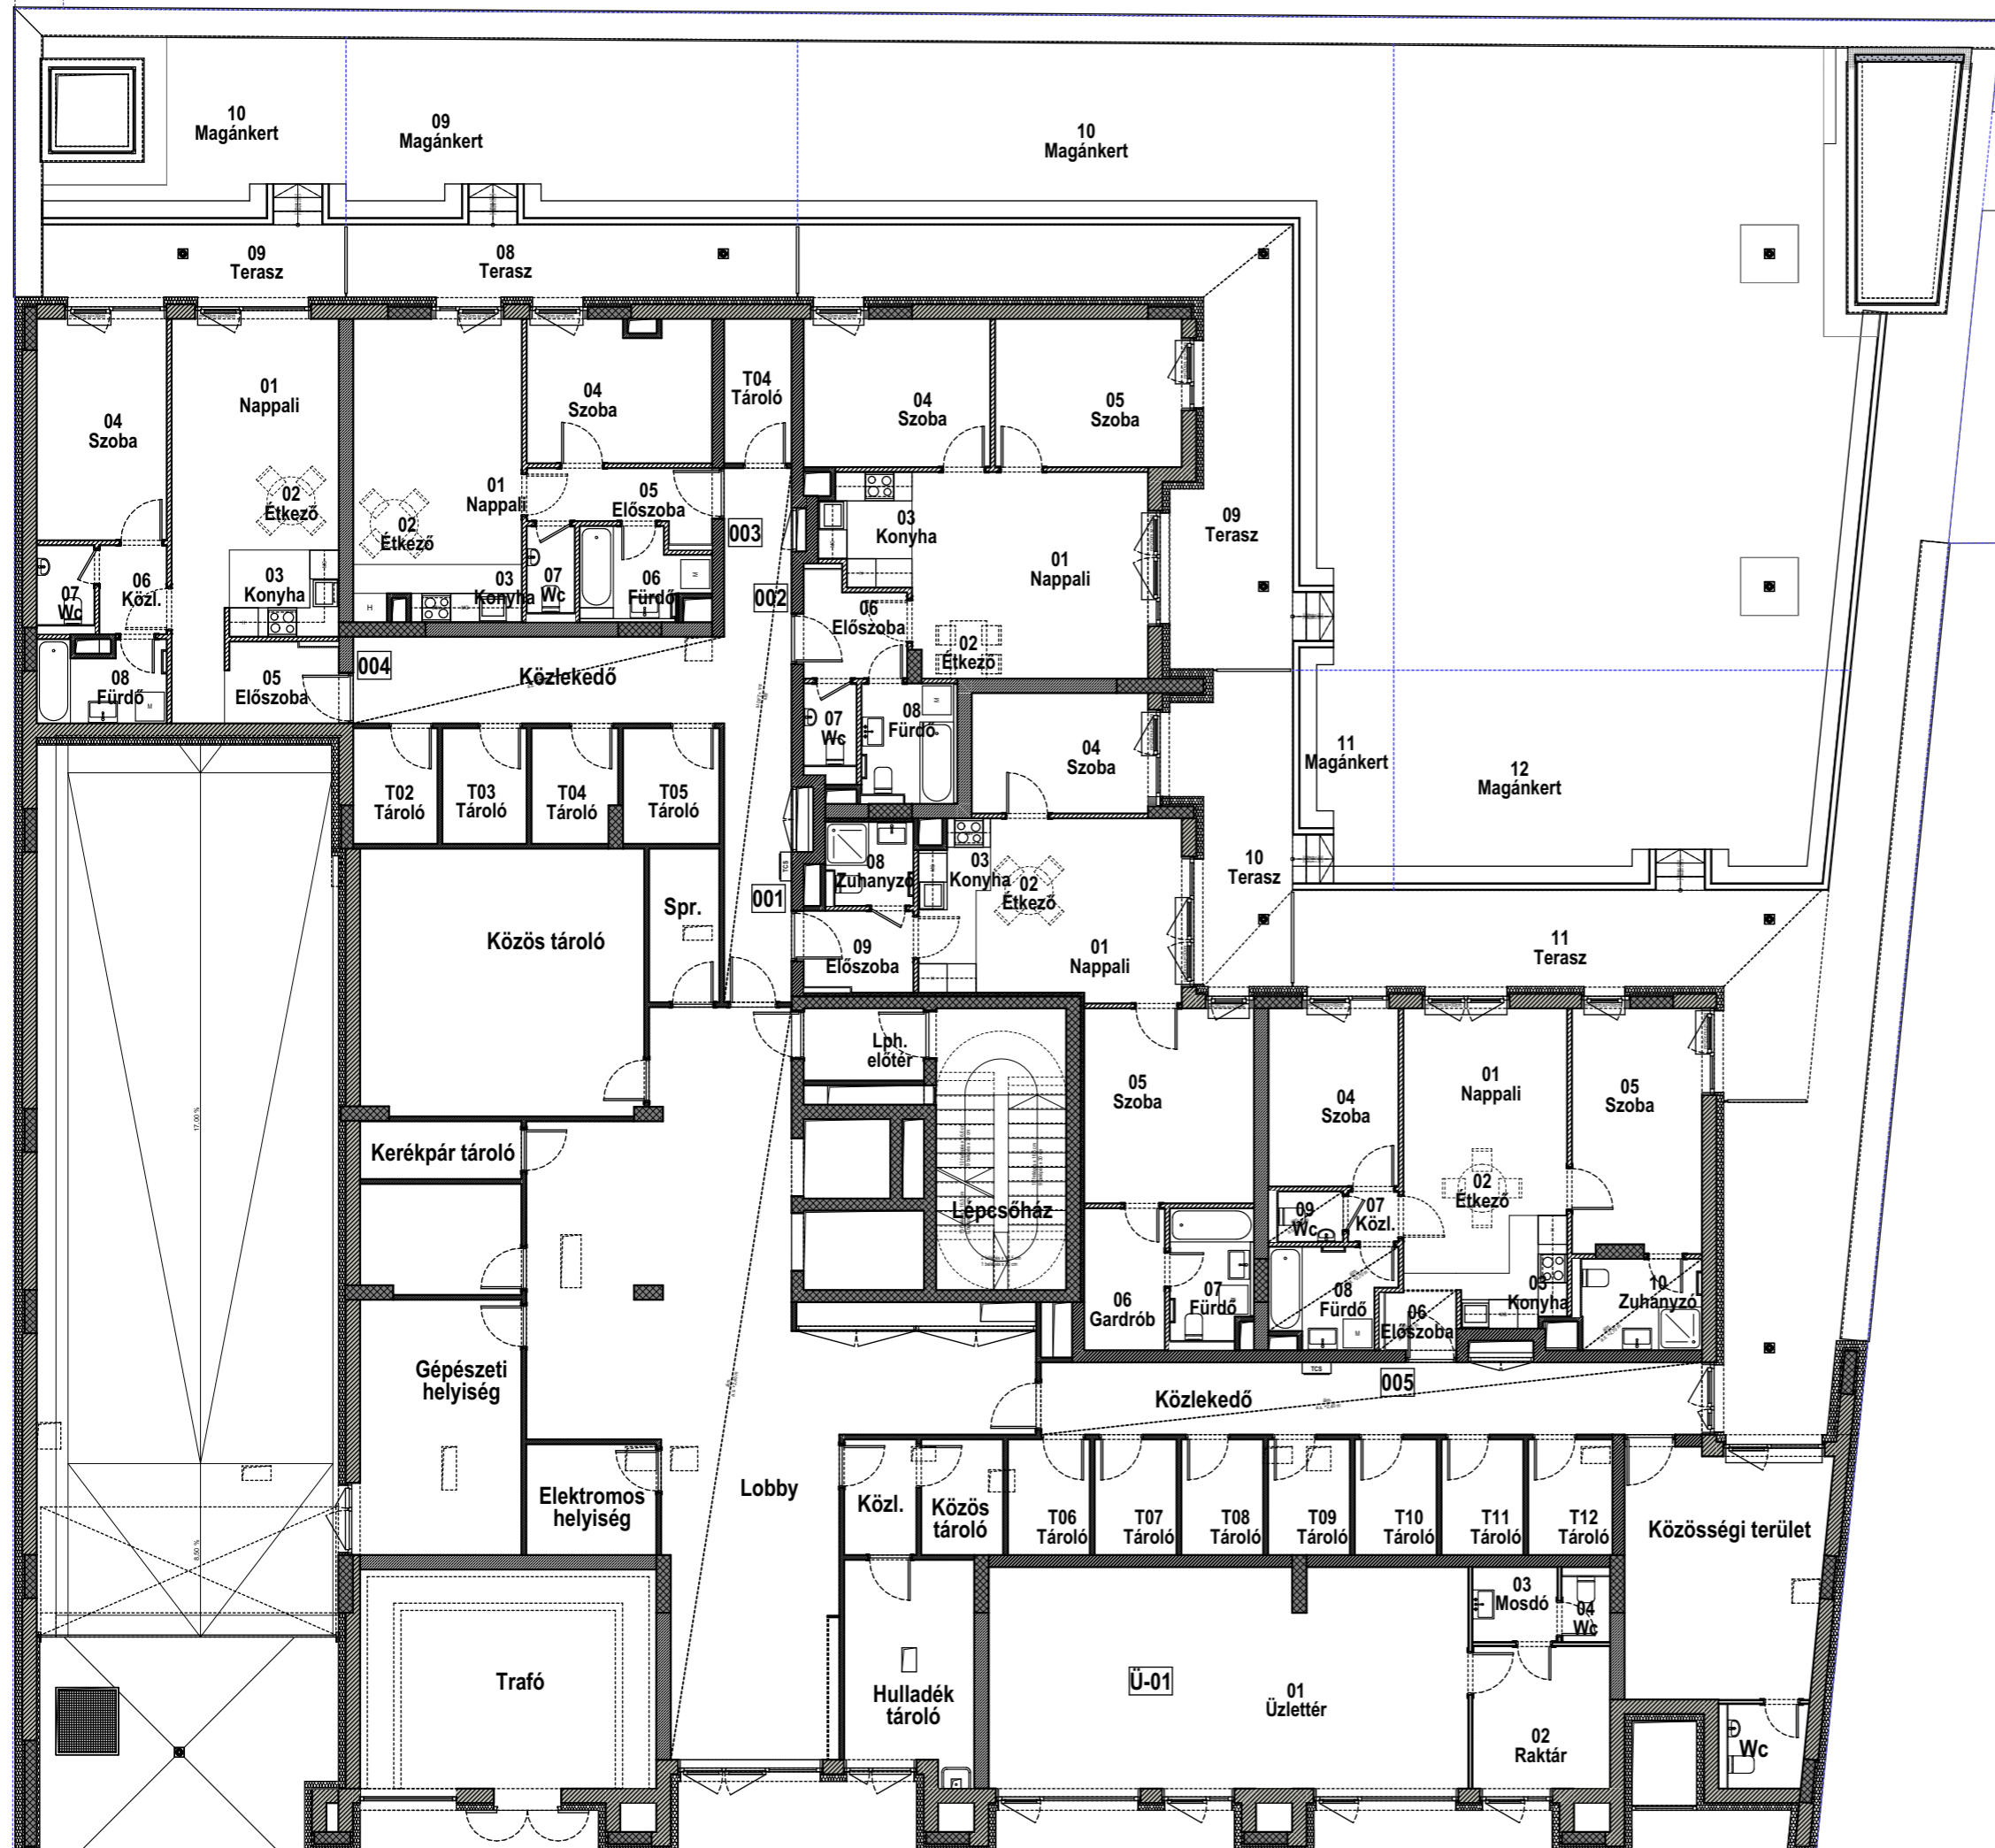 10
Magánkert
09
Magánkert
10
Magánkert
09
Terasz
08
Terasz
04
Szoba
01
Nappali
02
Étkező
03
Konyha
07
Wc
06
Közl.
08
Fürdő
05
Előszoba
004
01
Nappali
02
Étkező
03
Konyha
04
Szoba
05
Előszoba
07
Wc
06
Fürdő
M
H
M
T04
Tároló
003
002
04
Szoba
05
Szoba
03
Konyha
01
Nappali
06
Előszoba
02
Étkező
07
Wc
08
Fürdő
M
09
Terasz
Közlekedő
T02
Tároló
T03
Tároló
T04
Tároló
T05
Tároló
04
Szoba
11
Magánkert
12
Magánkert
10
Terasz
11
Terasz
08
Zuhanyzó
03
Konyha
02
Étkező
01
Nappali
09
Előszoba
001
TCS
Spr.
Közös tároló
17.00 %
Lph.
előtér
Lépcsőház
05
Szoba
04
Szoba
01
Nappali
05
Szoba
02
Étkező
09
Wc
07
Közl.
03
Konyha
10
Zuhanyzó
06
Gardrób
07
Fürdő
08
Fürdő
M
06
Előszoba
Kerékpár tároló
Gépészeti
helyiség
TCS
005
Közlekedő
Elektromos
helyiség
Lobby
Közl.
Közös
tároló
T06
Tároló
T07
Tároló
T08
Tároló
T09
Tároló
T10
Tároló
T11
Tároló
T12
Tároló
Közösségi terület
8.50 %
Trafó
Hulladék
tároló
Ü-01
01
Üzlettér
03
Mosdó
04
Wc
02
Raktár
Wc